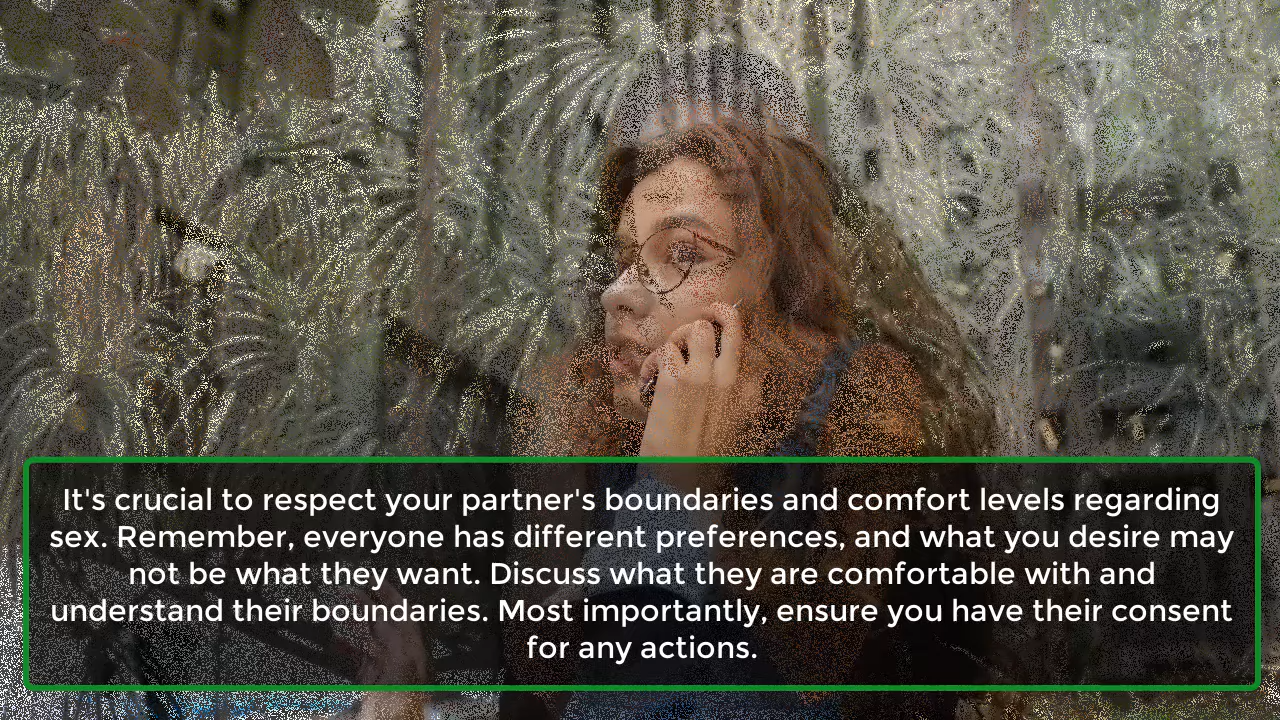 It's crucial to respect your partner's boundaries and comfort levels regarding
sex. Remember, everyone has different preferences, and what you desire may
not be what they want. Discuss what they are comfortable with and
understand their boundaries. Most importantly, ensure you have their consent
for any actions.